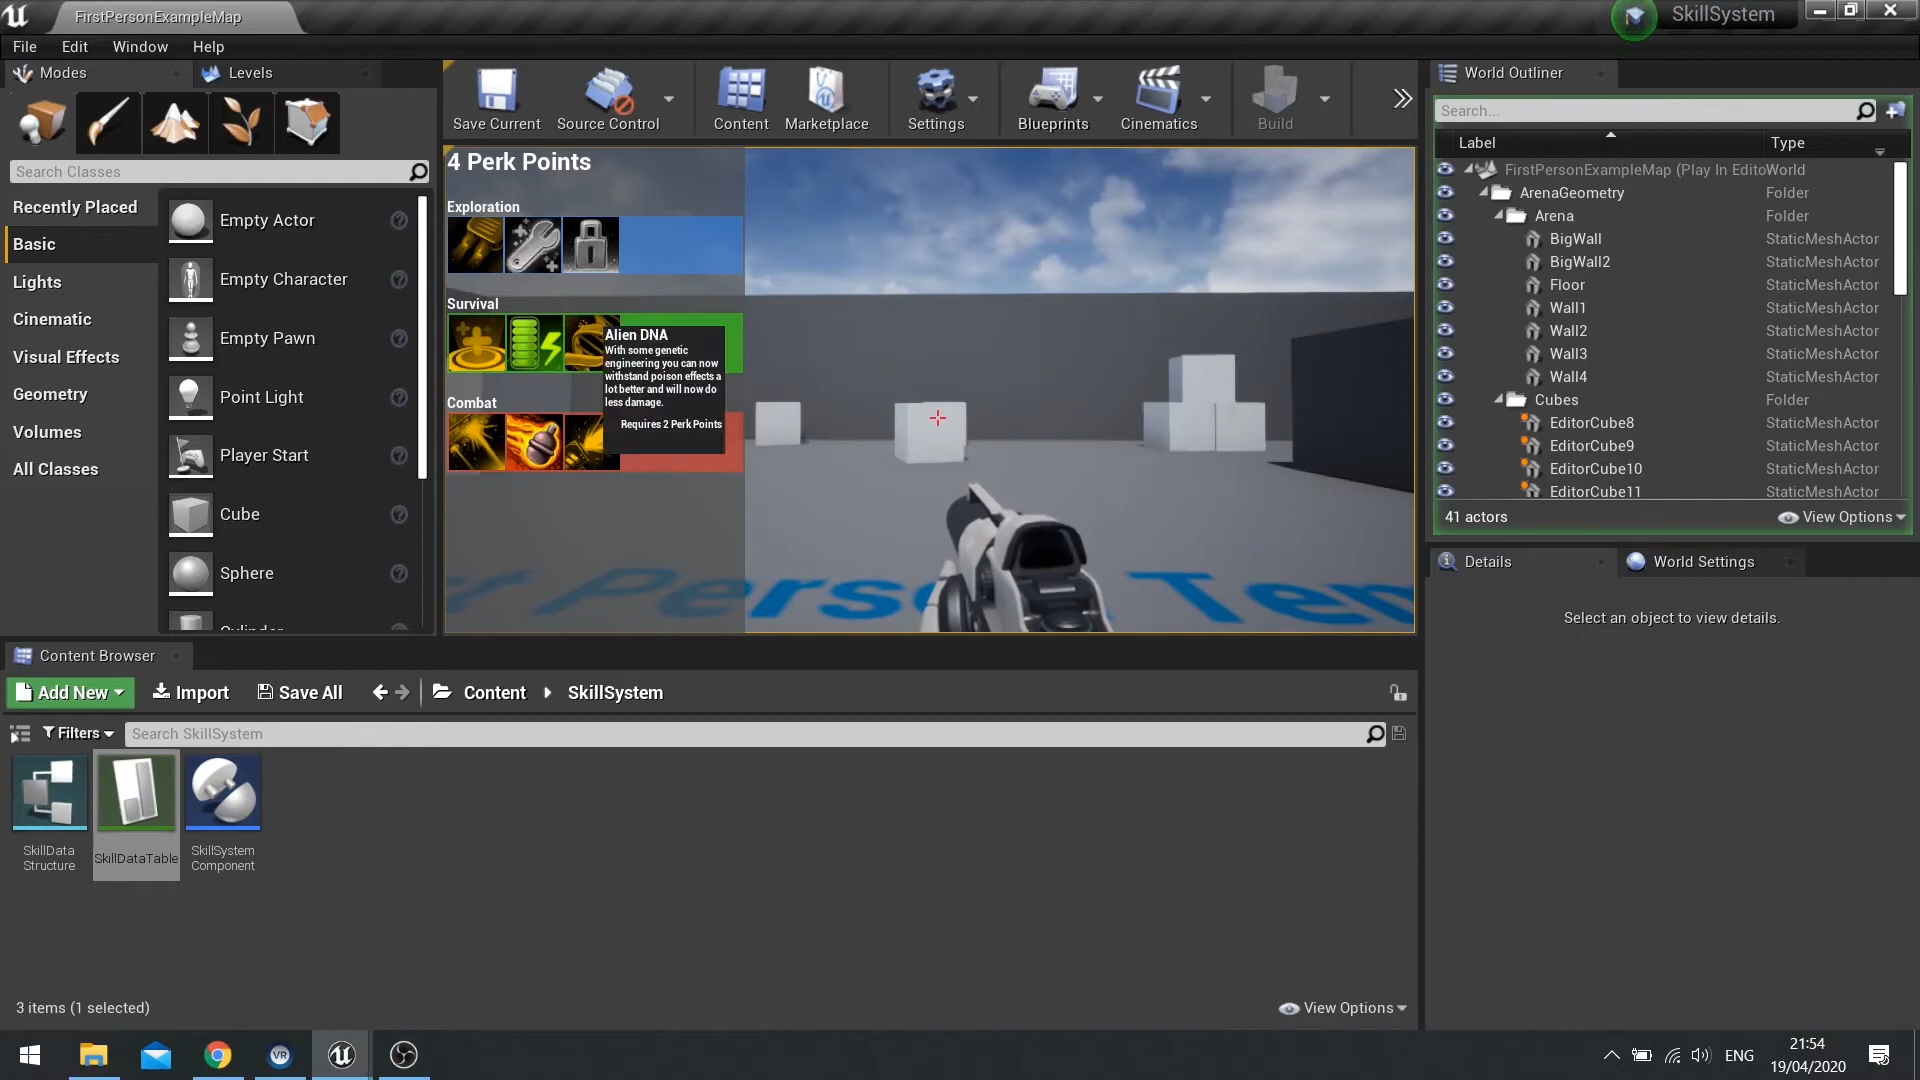 FirstPersonExampleMap
SkillSystem
File Edit Window Help
Modes
Levels
Search Classes
Recently Placed
Basic
Lights
Cinematic
Visual Effects
Geometry
Volumes
All Classes
Empty Actor
Empty Character
Empty Pawn
Point Light
Player Start
Cube
Sphere
Cylinder
Save Current
Source Control
Content
Marketplace
Settings
Blueprints
Cinematics
Build
4 Perk Points
Exploration
Survival
Combat
Alien DNA
With some genetic
engineering you can now
withstand poison effects a
lot better and will now do
less damage.
Requires 2 Perk Points
World Outliner
Search...
Label Type
FirstPersonExampleMap (Play In Edito World
ArenaGeometry Folder
Arena Folder
BigWall StaticMeshActor
BigWall2 StaticMeshActor
Floor StaticMeshActor
Wall1 StaticMeshActor
Wall2 StaticMeshActor
Wall3 StaticMeshActor
Wall4 StaticMeshActor
Cubes Folder
EditorCube8 StaticMeshActor
EditorCube9 StaticMeshActor
EditorCube10 StaticMeshActor
EditorCube11 StaticMeshActor
41 actors
View Options
Details
World Settings
Select an object to view details.
Content Browser
Add New
Import
Save All
Content
SkillSystem
Filters
Search SkillSystem
SkillData
Structure
SkillDataTable
SkillSystem
Component
3 items (1 selected)
View Options
VR
ENG
21:54
19/04/2020